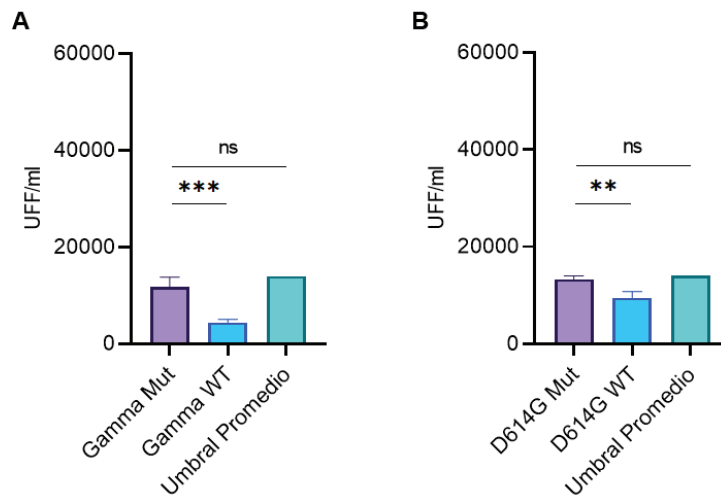 A
UFF/ml
60000
40000
20000
0
ns
***
Gamma Mut
Gamma WT
Umbral Promedio
B
UFF/ml
60000
40000
20000
0
ns
**
D614G Mut
D614G WT
Umbral Promedio